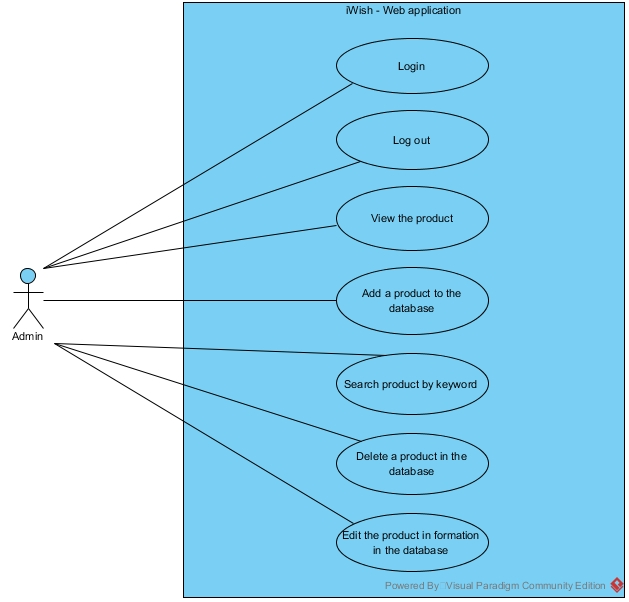 iWish - Web application
Login
Log out
View the product
Add a product to the
database
Admin
Search product by keyword
Delete a product in the
database
Edit the product in formation
in the database
Powered By Visual Paradigm Community Edition